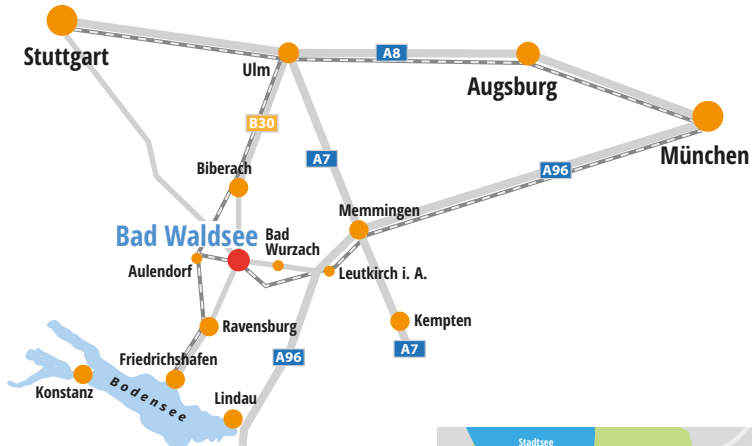 Stuttgart
Ulm
A8
Augsburg
München
B30
A7
A96
Biberach
Memmingen
Bad Waldsee
Bad
Wurzach
Aulendorf
Leutkirch i. A.
Ravensburg
Kempten
A7
A96
Friedrichshafen
Konstanz
Bodensee
Lindau
Stadtsee